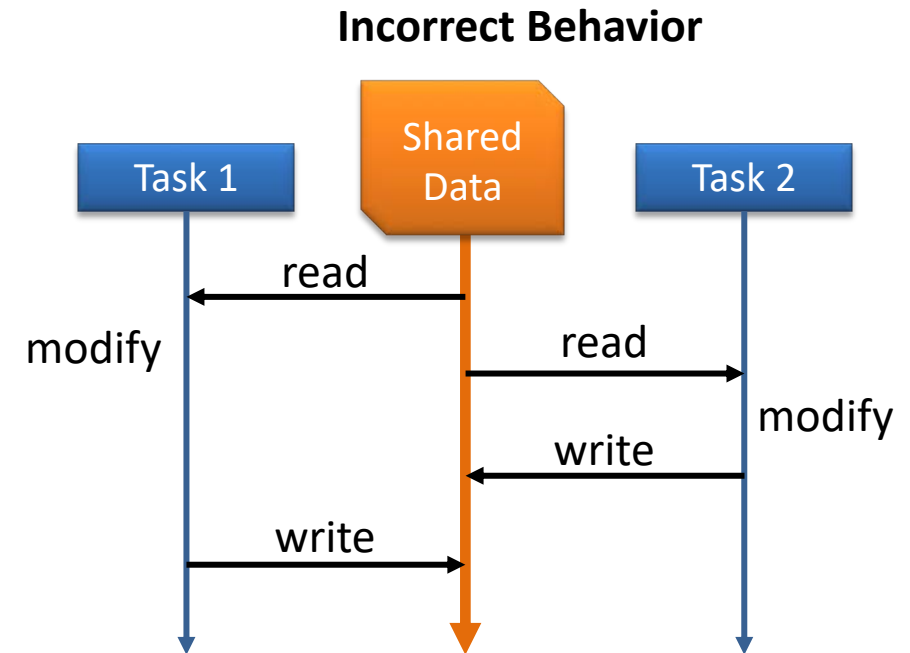 Incorrect Behavior
Shared
Data
Task 1
Task 2
read
modify
read
modify
write
write